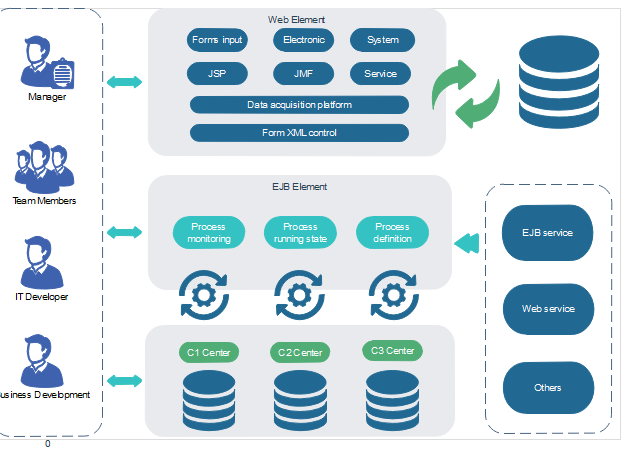 Web Element
Forms input
Electronic
System
JSP
JMF
Service
Data acquisition platform
Form XML control
Manager
Team Members
IT Developer
usiness Development
0
EJB Element
Process
monitoring
Process
running state
Process
definition
C1 Center
C2 Center
C3 Center
EJB service
Web service
Others